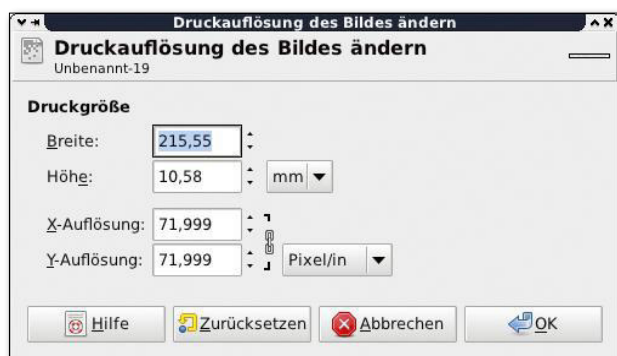 Druckauflösung des Bildes ändern
Druckauflösung des Bildes ändern
Unbenannt-19
Druckgröße
Breite: 215,55
Höhe: 10,58 mm
X-Auflösung: 71,999
Y-Auflösung: 71,999 Pixel/in
Hilfe Zurücksetzen Abbrechen OK